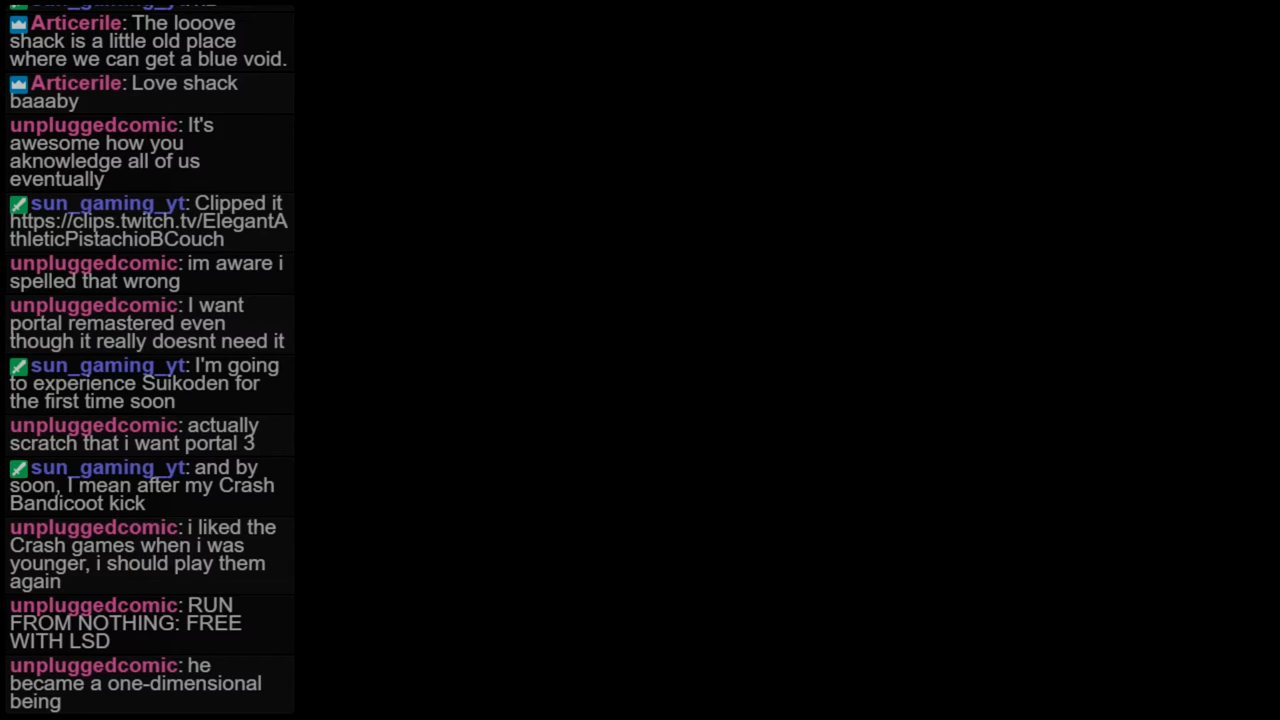 Articerile: The looove
shack is a little old place
where we can get a blue void.
Articerile: Love shack
baaaby
unpluggedcomic: It's
awesome how you
aknowledge all of us
eventually
sun_gaming_yt: Clipped it
https://clips.twitch.tv/ElegantA
thleticPistachioBCouch
unpluggedcomic: im aware i
spelled that wrong
unpluggedcomic: I want
portal remastered even
though it really doesnt need it
sun_gaming_yt: I'm going
to experience Suikoden for
the first time soon
unpluggedcomic: actually
scratch that i want portal 3
sun_gaming_yt: and by
soon, I mean after my Crash
Bandicoot kick
unpluggedcomic: i liked the
Crash games when i was
younger, i should play them
again
unpluggedcomic: RUN
FROM NOTHING: FREE
WITH LSD
unpluggedcomic: he
became a one-dimensional
being